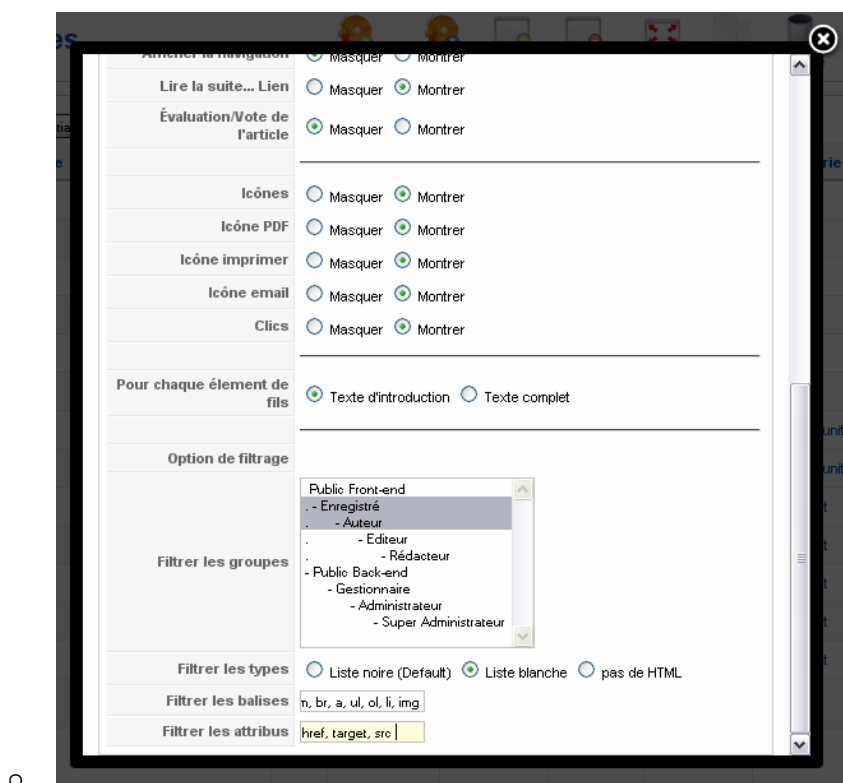 es
Masquer Montrer
Lire la suite... Lien Masquer Montrer
Évaluation/Vote de
l'article Masquer Montrer
rie
Icônes Masquer Montrer
Icône PDF Masquer Montrer
Icône imprimer Masquer Montrer
Icône email Masquer Montrer
Clics Masquer Montrer
Pour chaque élement de
fils Texte d'introduction Texte complet
Option de filtrage
Filtrer les groupes
Public Front-end
. - Enregistré
. - Auteur
. - Editeur
. - Rédacteur
- Public Back-end
- Gestionnaire
- Administrateur
- Super Administrateur
Filtrer les types Liste noire (Default) Liste blanche pas de HTML
Filtrer les balises n, br, a, ul, ol, li, img
Filtrer les attribus href, target, src